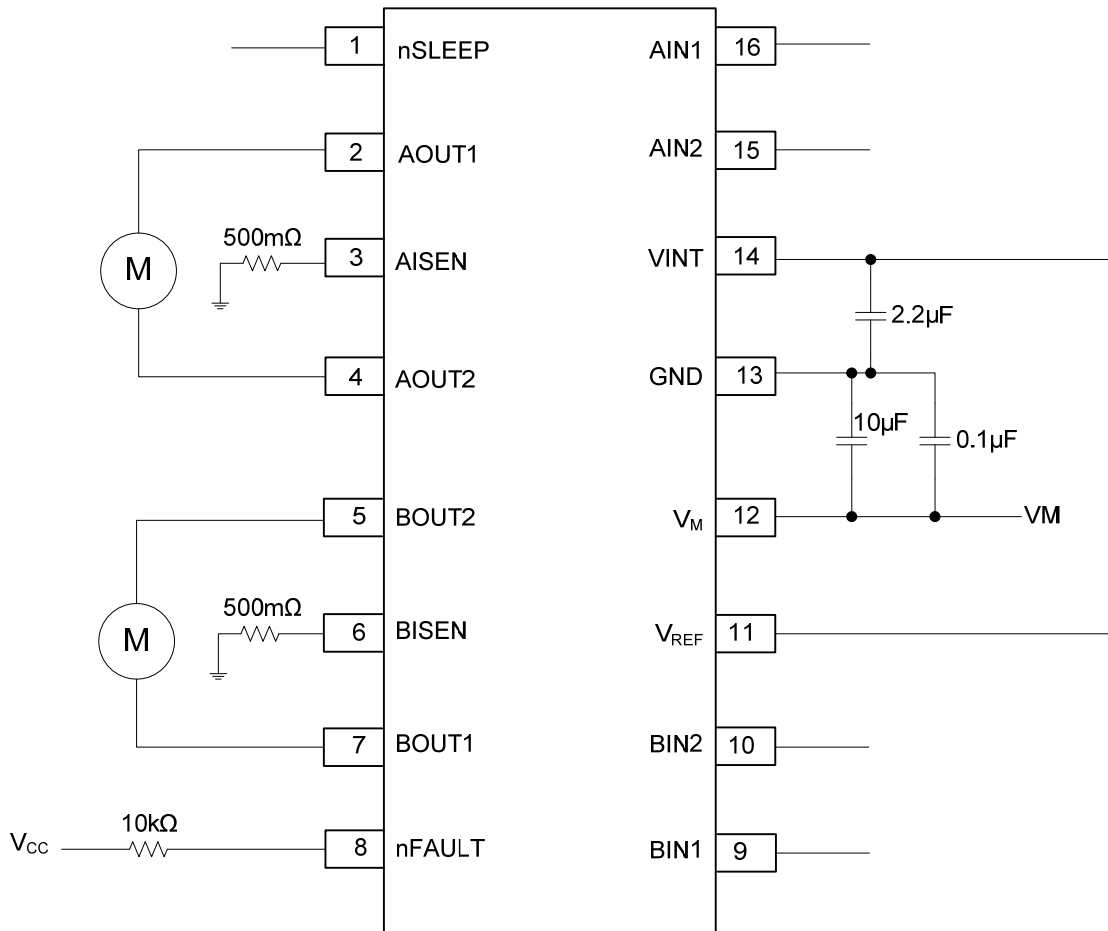 1 nSLEEP AIN1 16
2 AOUT1 AIN2 15
500mΩ
3 AISEN VINT 14
M
2.2µF
4 AOUT2 GND 13
10µF 0.1µF
5 BOUT2 VM 12 VM
500mΩ
6 BISEN VREF 11
M
7 BOUT1 BIN2 10
VCC 10kΩ 8 nFAULT BIN1 9